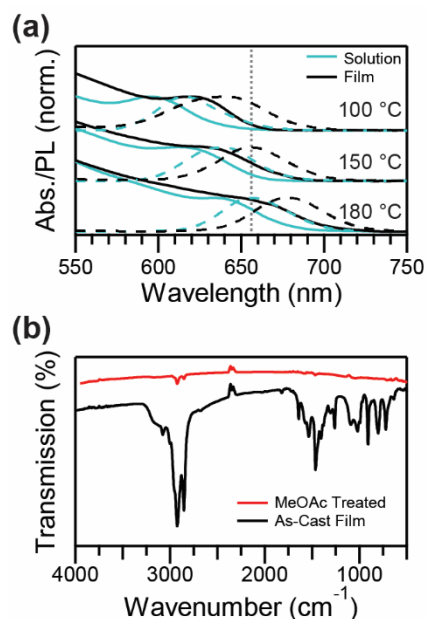 (a)
Abs./PL (norm.)
Solution
Film
100 °C
150 °C
180 °C
550 600 650 700 750
Wavelength (nm)
(b)
Transmission (%)
MeOAc Treated
As-Cast Film
4000 3000 2000 1000
Wavenumber (cm⁻¹)